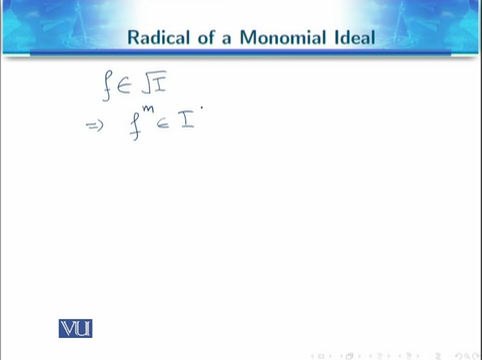 Radical of a Monomial Ideal
f ∈ √I
⇒ f^m ∈ I
VU